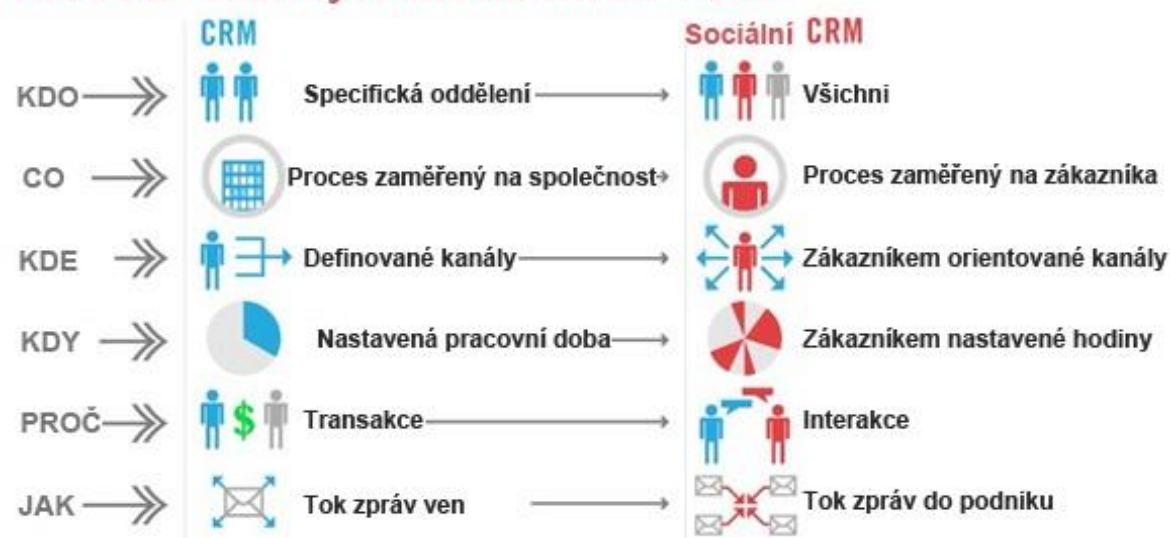 CRM Sociální CRM
KDO Specifická oddělení Všichni
CO Proces zaměřený na společnost Proces zaměřený na zákazníka
KDE Definované kanály Zákazníkem orientované kanály
KDY Nastavená pracovní doba Zákazníkem nastavené hodiny
PROČ $ Transakce Interakce
JAK Tok zpráv ven Tok zpráv do podniku